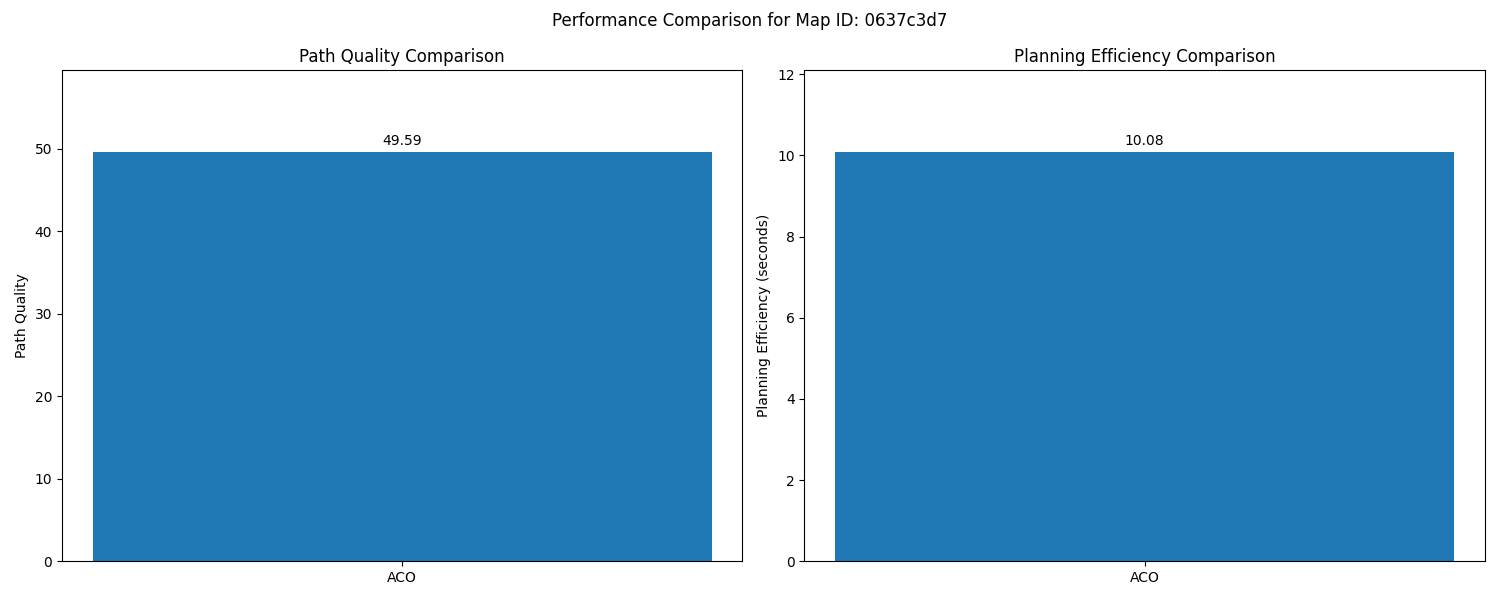 Performance Comparison for Map ID: 0637c3d7
Path Quality Comparison
Path Quality
50
40
30
20
10
0
49.59
ACO
Planning Efficiency Comparison
Planning Efficiency (seconds)
12
10
8
6
4
2
0
10.08
ACO